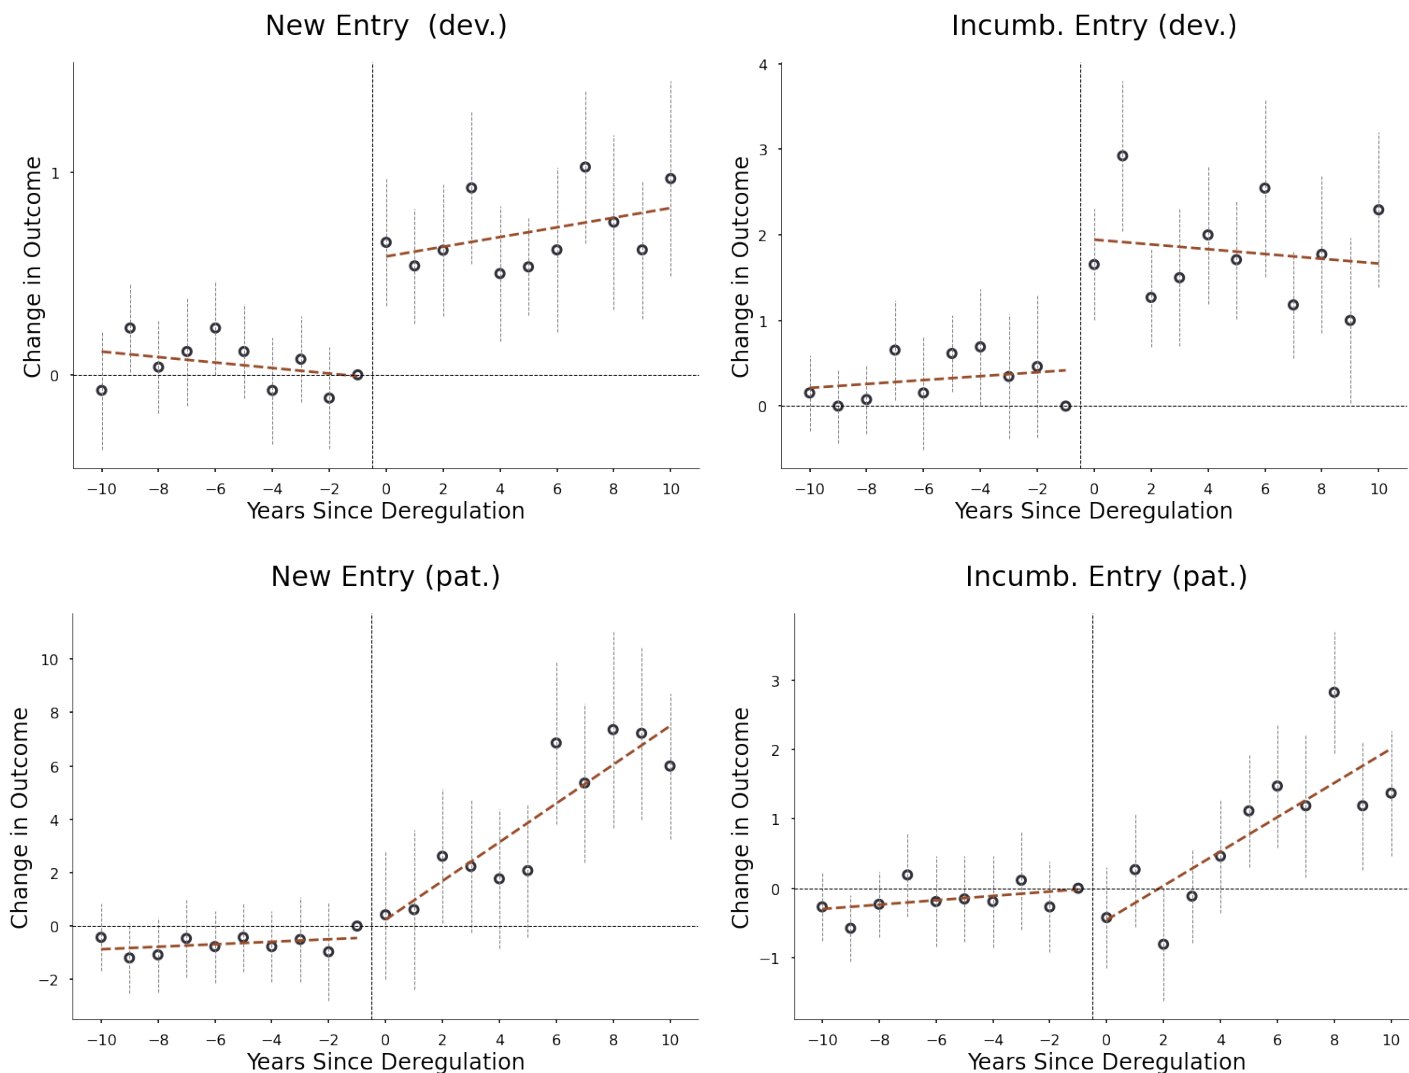 New Entry  (dev.)
Change in Outcome
1
0
−10 −8 −6 −4 −2 0 2 4 6 8 10
Years Since Deregulation
Incumb. Entry (dev.)
Change in Outcome
4
3
2
1
0
−10 −8 −6 −4 −2 0 2 4 6 8 10
Years Since Deregulation
New Entry (pat.)
Change in Outcome
10
8
6
4
2
0
−2
−10 −8 −6 −4 −2 0 2 4 6 8 10
Years Since Deregulation
Incumb. Entry (pat.)
Change in Outcome
3
2
1
0
−1
−10 −8 −6 −4 −2 0 2 4 6 8 10
Years Since Deregulation